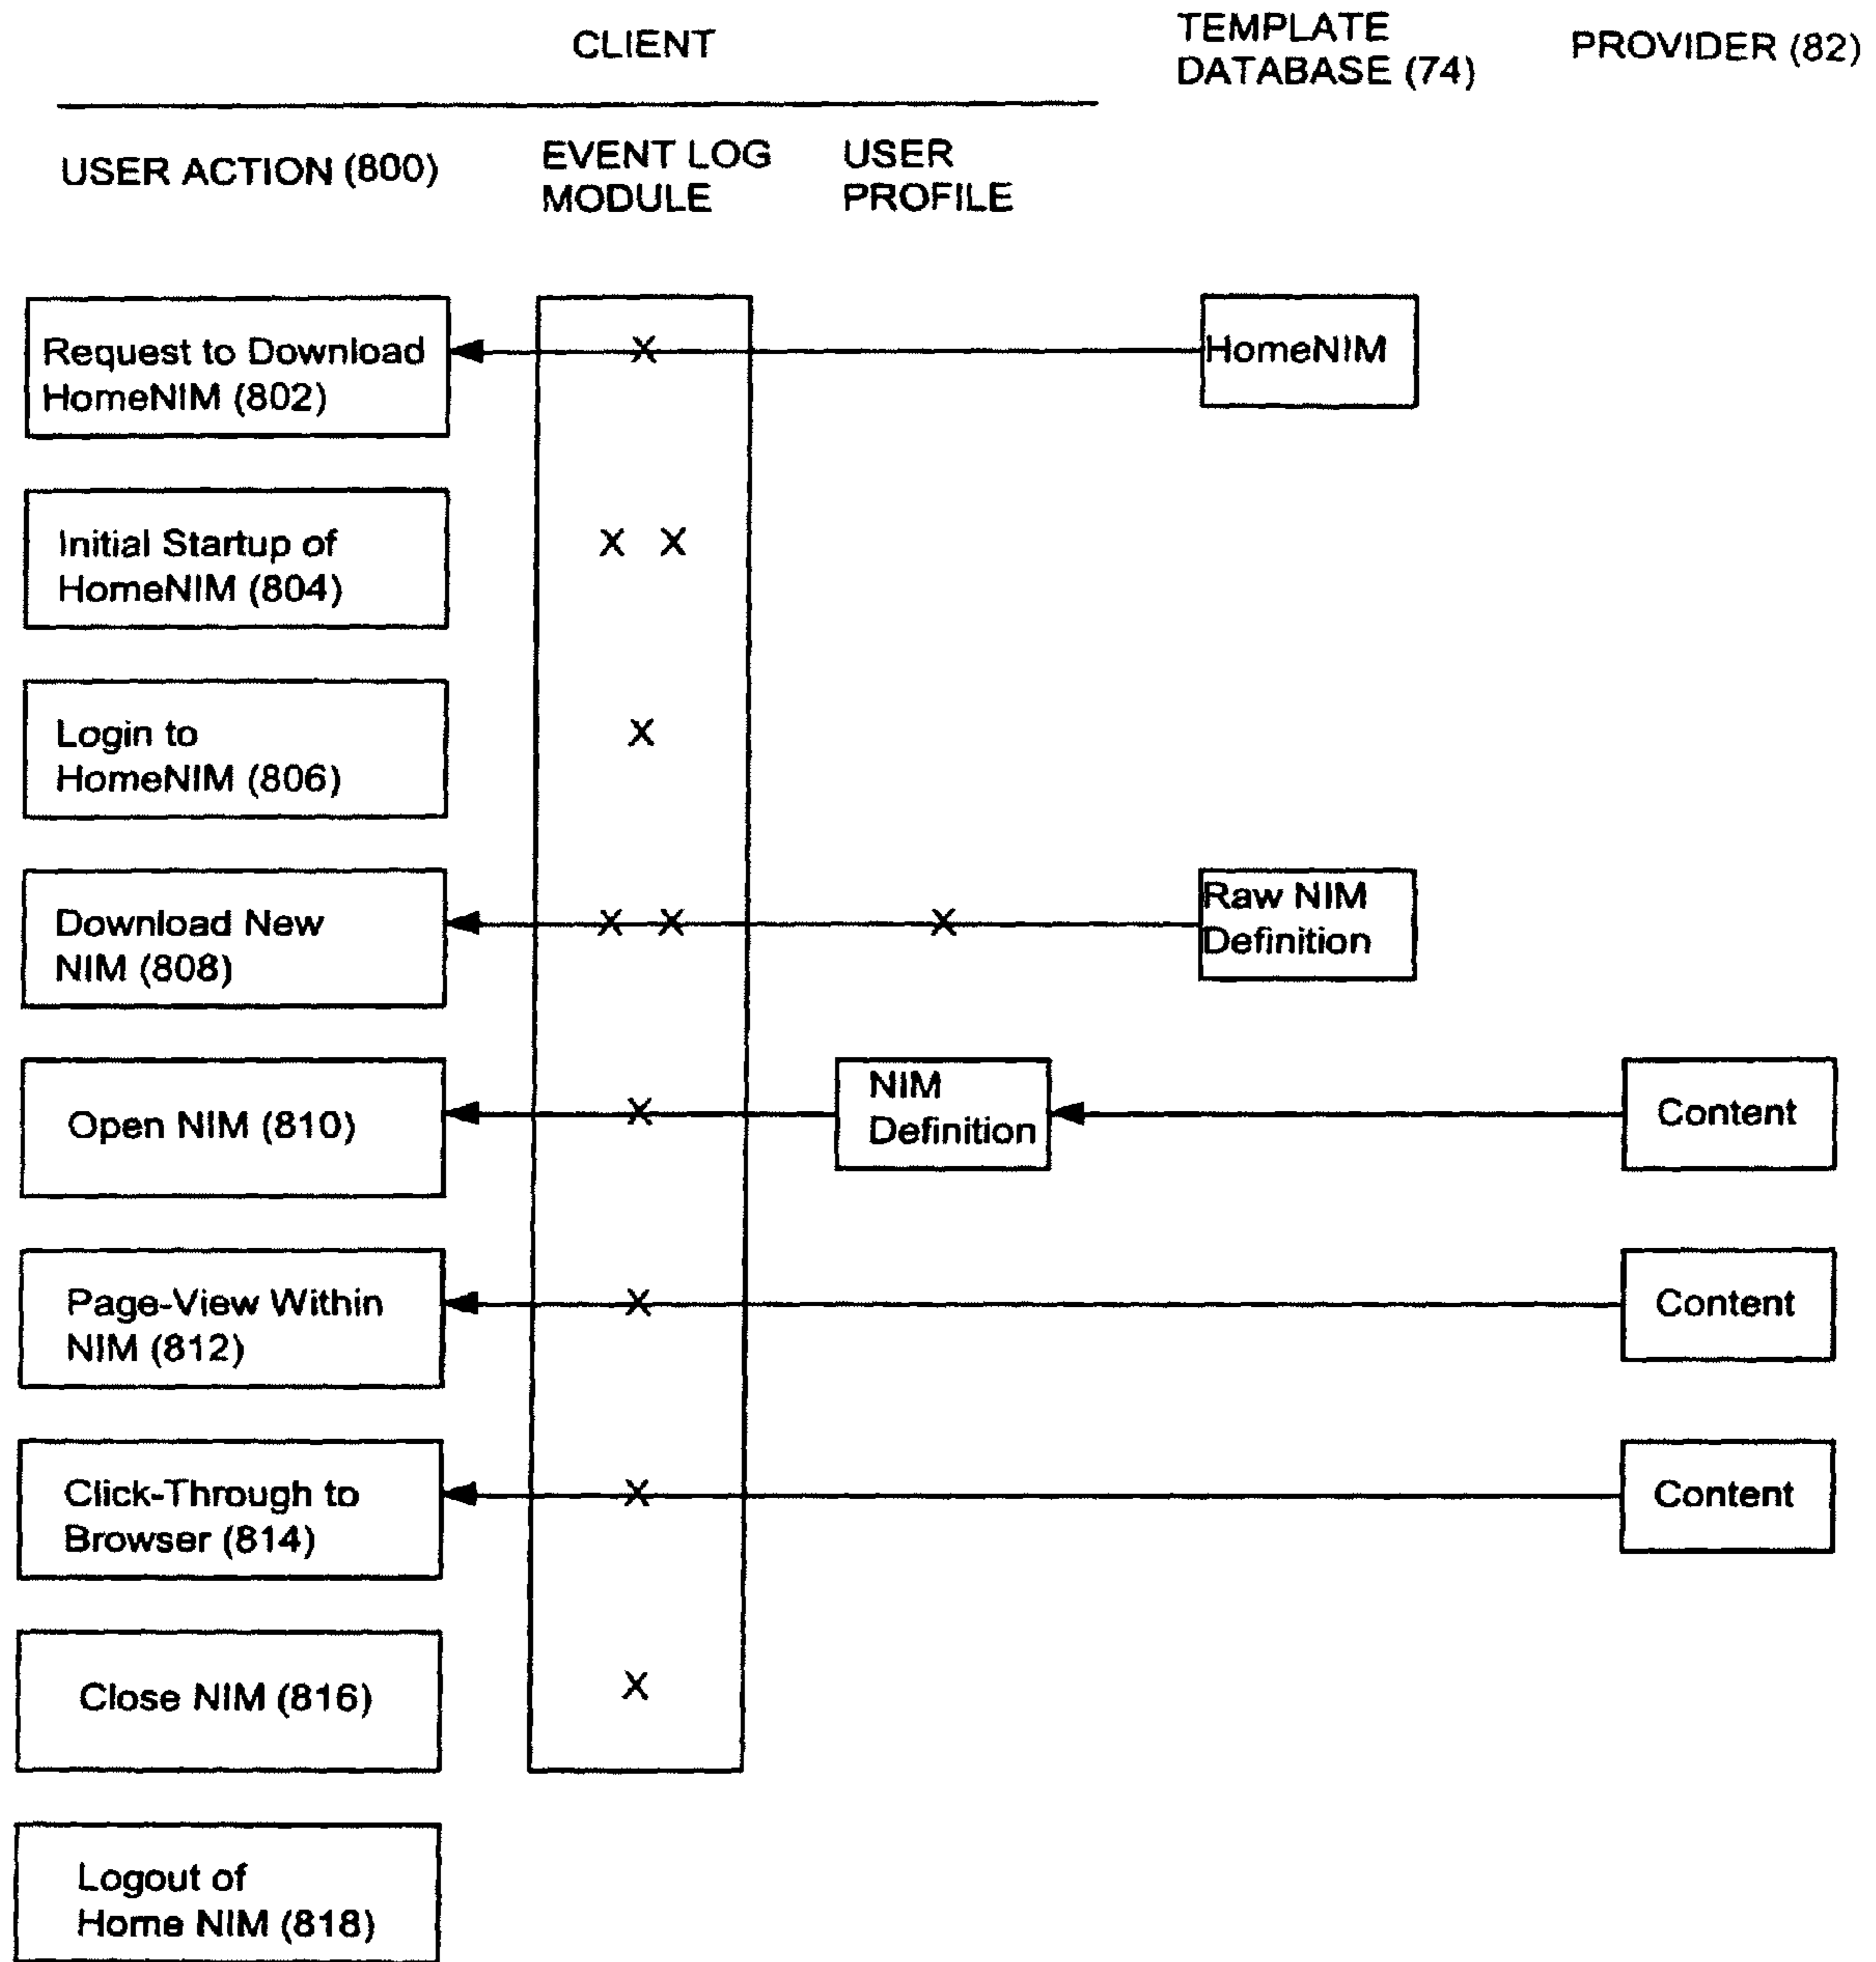 CLIENT
TEMPLATE
DATABASE (74)
PROVIDER (82)
USER ACTION (800)
EVENT LOG
MODULE
USER
PROFILE
Request to Download
HomeNIM (802)
X
HomeNIM
Initial Startup of
HomeNIM (804)
X X
Login to
HomeNIM (806)
X
Download New
NIM (808)
X X
X
Raw NIM
Definition
Open NIM (810)
X
NIM
Definition
Content
Page-View Within
NIM (812)
X
Content
Click-Through to
Browser (814)
X
Content
Close NIM (816)
X
Logout of
Home NIM (818)